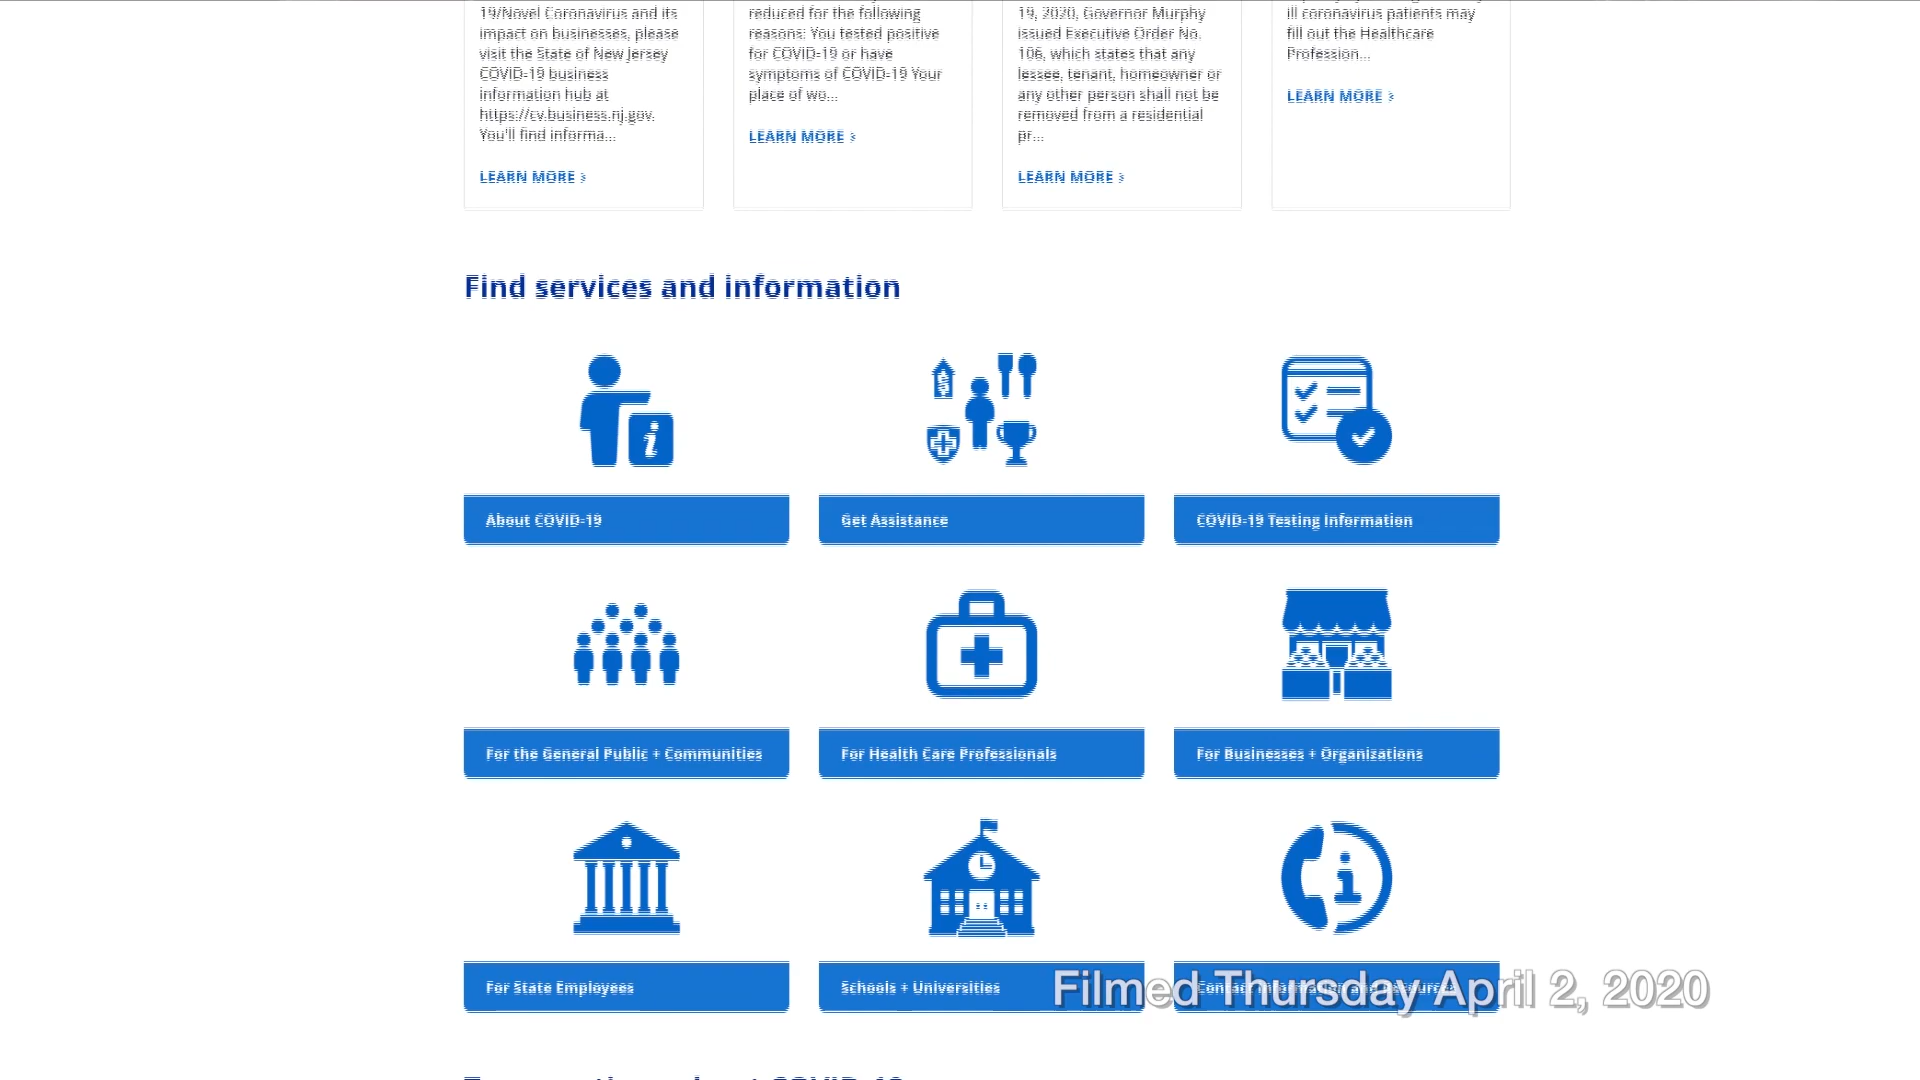 19/Novel Coronavirus and its
impact on businesses, please
visit the State of New Jersey
COVID-19 business
information hub at
https://cv.business.nj.gov.
You'll find informa...
LEARN MORE >
reduced for the following
reasons: You tested positive
for COVID-19 or have
symptoms of COVID-19 Your
place of wo...
LEARN MORE >
19, 2020, Governor Murphy
issued Executive Order No.
106, which states that any
lessee, tenant, homeowner or
any other person shall not be
removed from a residential
pr...
LEARN MORE >
ill coronavirus patients may
fill out the Healthcare
Profession...
LEARN MORE >
Find services and information
About COVID-19
Get Assistance
COVID-19 Testing Information
For the General Public + Communities
For Health Care Professionals
For Businesses + Organizations
For State Employees
Schools + Universities
Contact Information and Resources
Filmed Thursday April 2, 2020